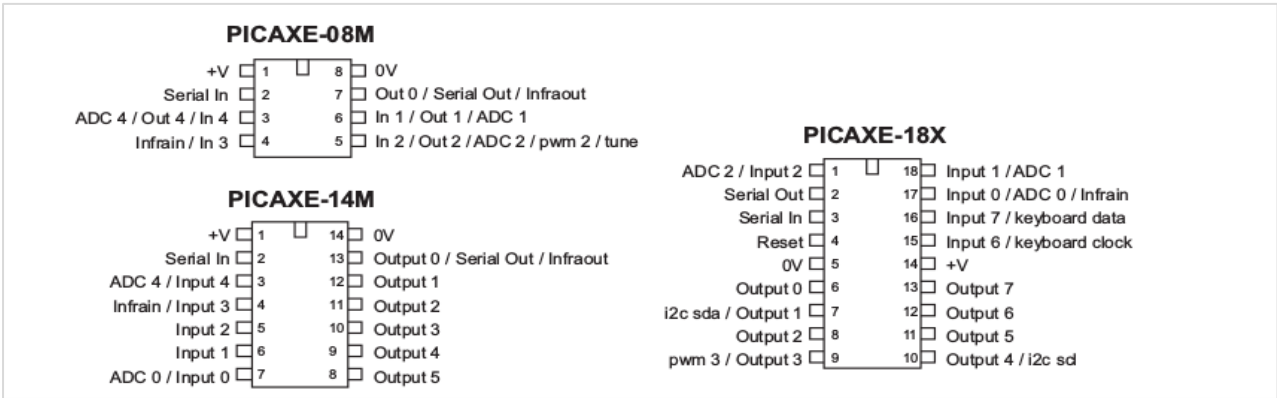 PICAXE-08M
+V 1 8 0V
Serial In 2 7 Out 0 / Serial Out / Infraout
ADC 4 / Out 4 / In 4 3 6 In 1 / Out 1 / ADC 1
Infrain / In 3 4 5 In 2 / Out 2 / ADC 2 / pwm 2 / tune
PICAXE-14M
+V 1 14 0V
Serial In 2 13 Output 0 / Serial Out / Infraout
ADC 4 / Input 4 3 12 Output 1
Infrain / Input 3 4 11 Output 2
Input 2 5 10 Output 3
Input 1 6 9 Output 4
ADC 0 / Input 0 7 8 Output 5
PICAXE-18X
ADC 2 / Input 2 1 18 Input 1 / ADC 1
Serial Out 2 17 Input 0 / ADC 0 / Infrain
Serial In 3 16 Input 7 / keyboard data
Reset 4 15 Input 6 / keyboard clock
0V 5 14 +V
Output 0 6 13 Output 7
i2c sda / Output 1 7 12 Output 6
Output 2 8 11 Output 5
pwm 3 / Output 3 9 10 Output 4 / i2c scl